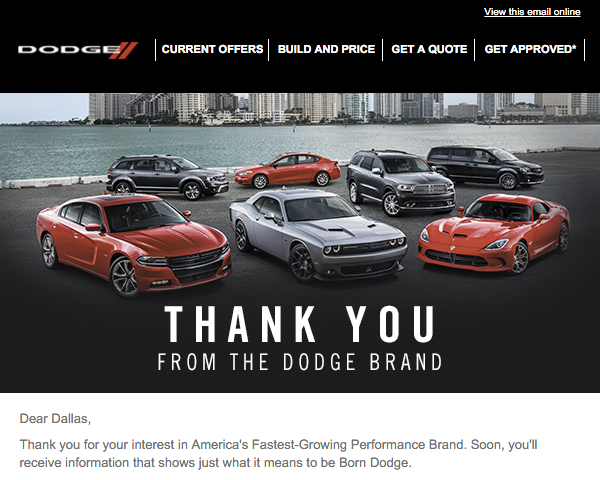 View this email online
DODGE
CURRENT OFFERS
BUILD AND PRICE
GET A QUOTE
GET APPROVED*
THANK YOU
FROM THE DODGE BRAND
Dear Dallas,
Thank you for your interest in America's Fastest-Growing Performance Brand. Soon, you'll
receive information that shows just what it means to be Born Dodge.